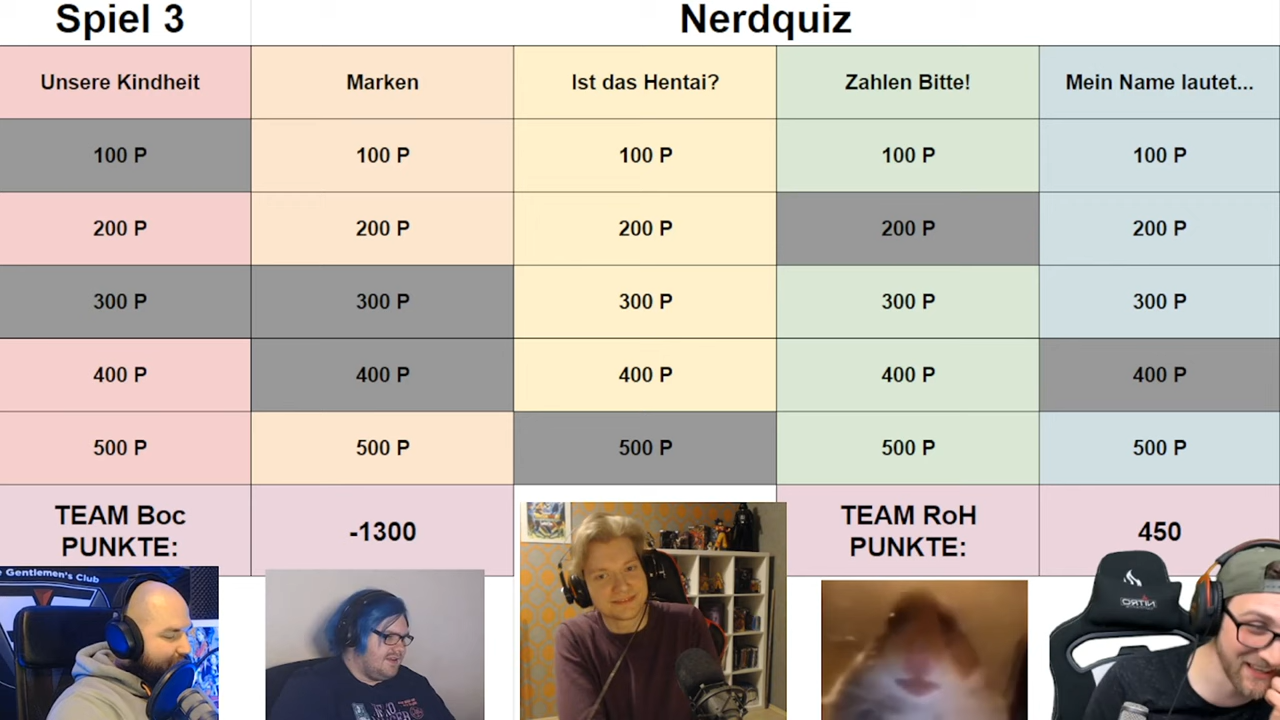 Spiel 3
Nerdquiz
Unsere Kindheit
Marken
Ist das Hentai?
Zahlen Bitte!
Mein Name lautet...
100 P
100 P
100 P
100 P
100 P
200 P
200 P
200 P
200 P
200 P
300 P
300 P
300 P
300 P
300 P
400 P
400 P
400 P
400 P
400 P
500 P
500 P
500 P
500 P
500 P
TEAM Boc
PUNKTE:
-1300
TEAM RoH
PUNKTE:
450
e Gentlemen's Club